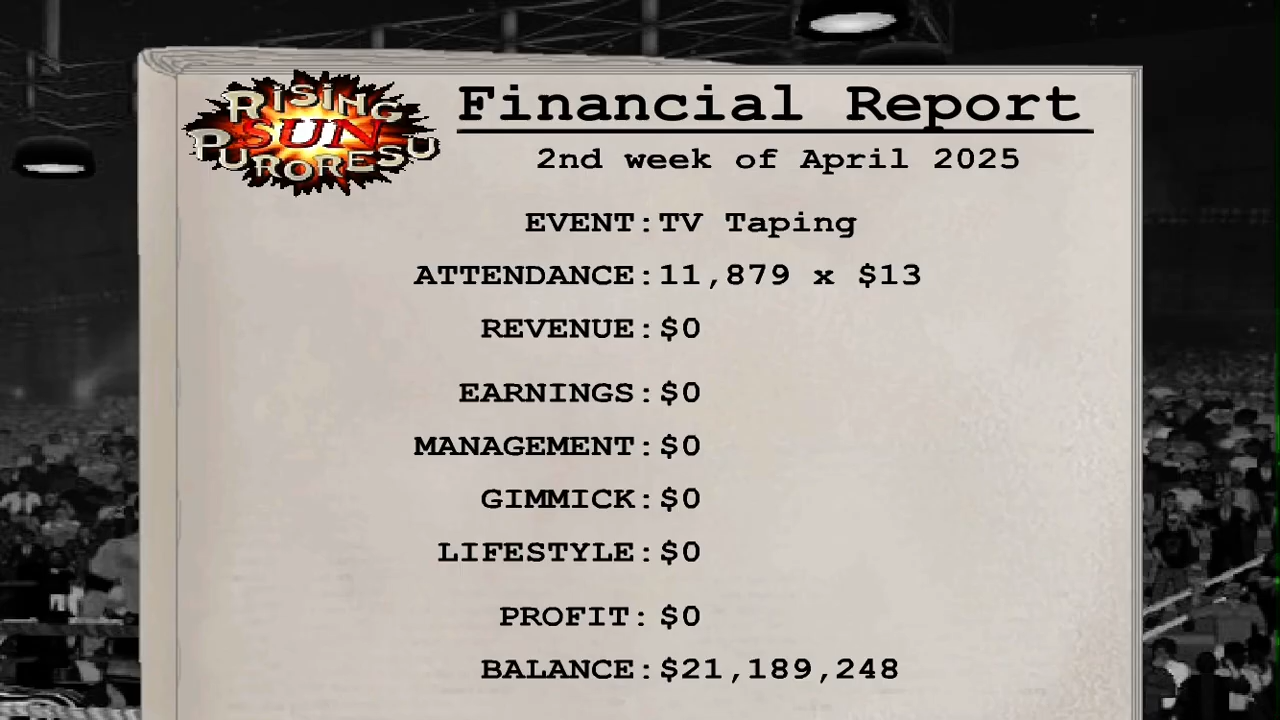 RISING
SUN
PURORESU
Financial Report
2nd week of April 2025
EVENT: TV Taping
ATTENDANCE: 11,879 x $13
REVENUE: $0
EARNINGS: $0
MANAGEMENT: $0
GIMMICK: $0
LIFESTYLE: $0
PROFIT: $0
BALANCE: $21,189,248